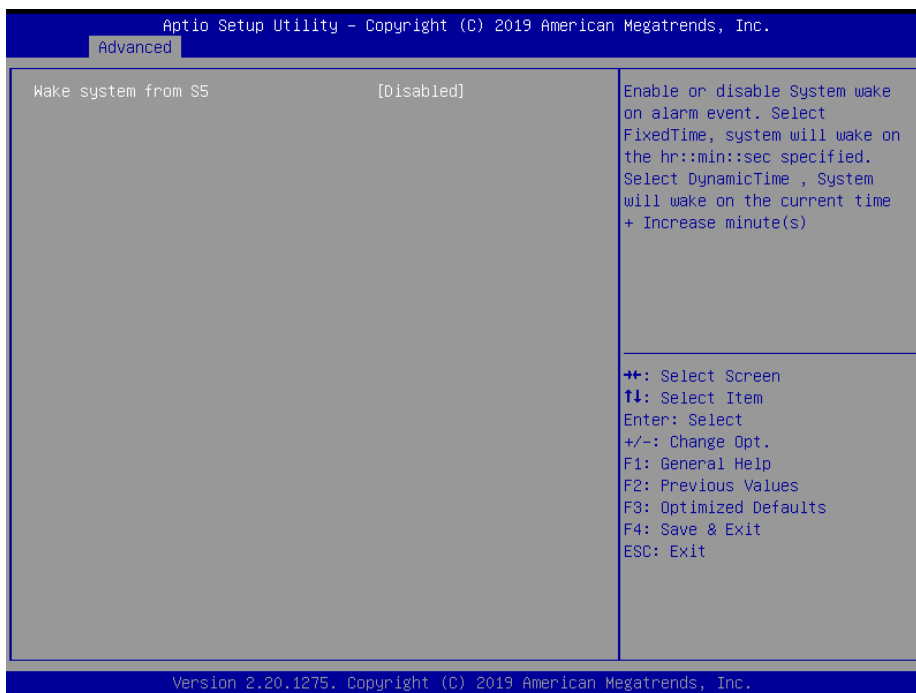 Aptio Setup Utility – Copyright (C) 2019 American Megatrends, Inc.
Advanced
Wake system from S5 [Disabled]
Enable or disable System wake
on alarm event. Select
FixedTime, system will wake on
the hr::min::sec specified.
Select DynamicTime , System
will wake on the current time
+ Increase minute(s)
→←: Select Screen
↑↓: Select Item
Enter: Select
+/-: Change Opt.
F1: General Help
F2: Previous Values
F3: Optimized Defaults
F4: Save & Exit
ESC: Exit
Version 2.20.1275. Copyright (C) 2019 American Megatrends, Inc.